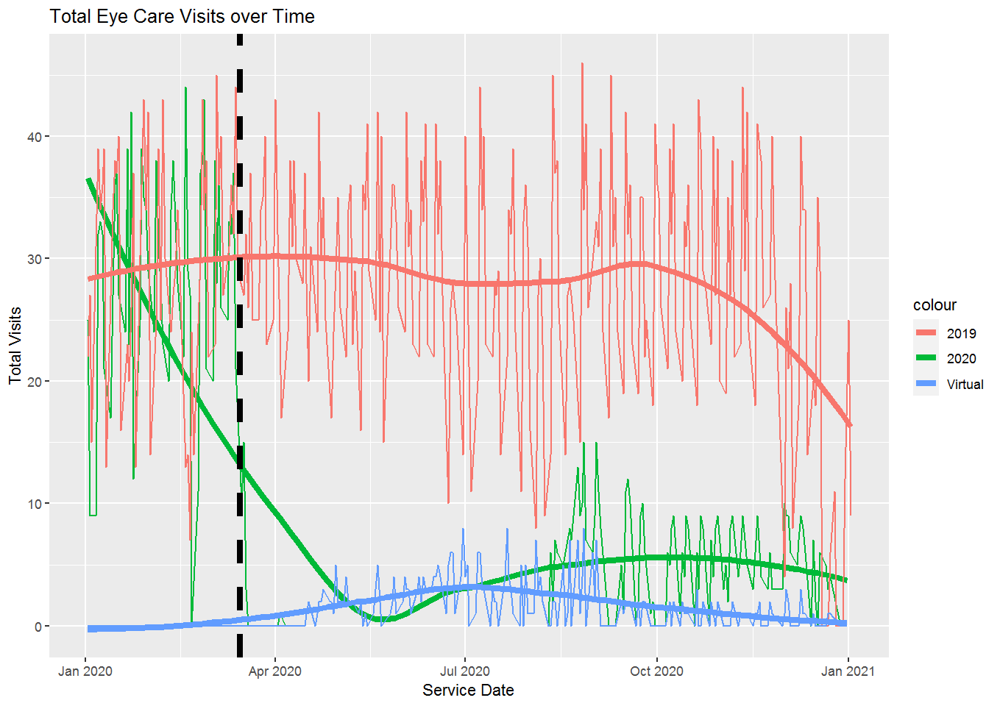 Total Eye Care Visits over Time
Total Visits
40
30
20
10
0
Jan 2020
Apr 2020
Jul 2020
Oct 2020
Jan 2021
Service Date
colour
2019
2020
Virtual